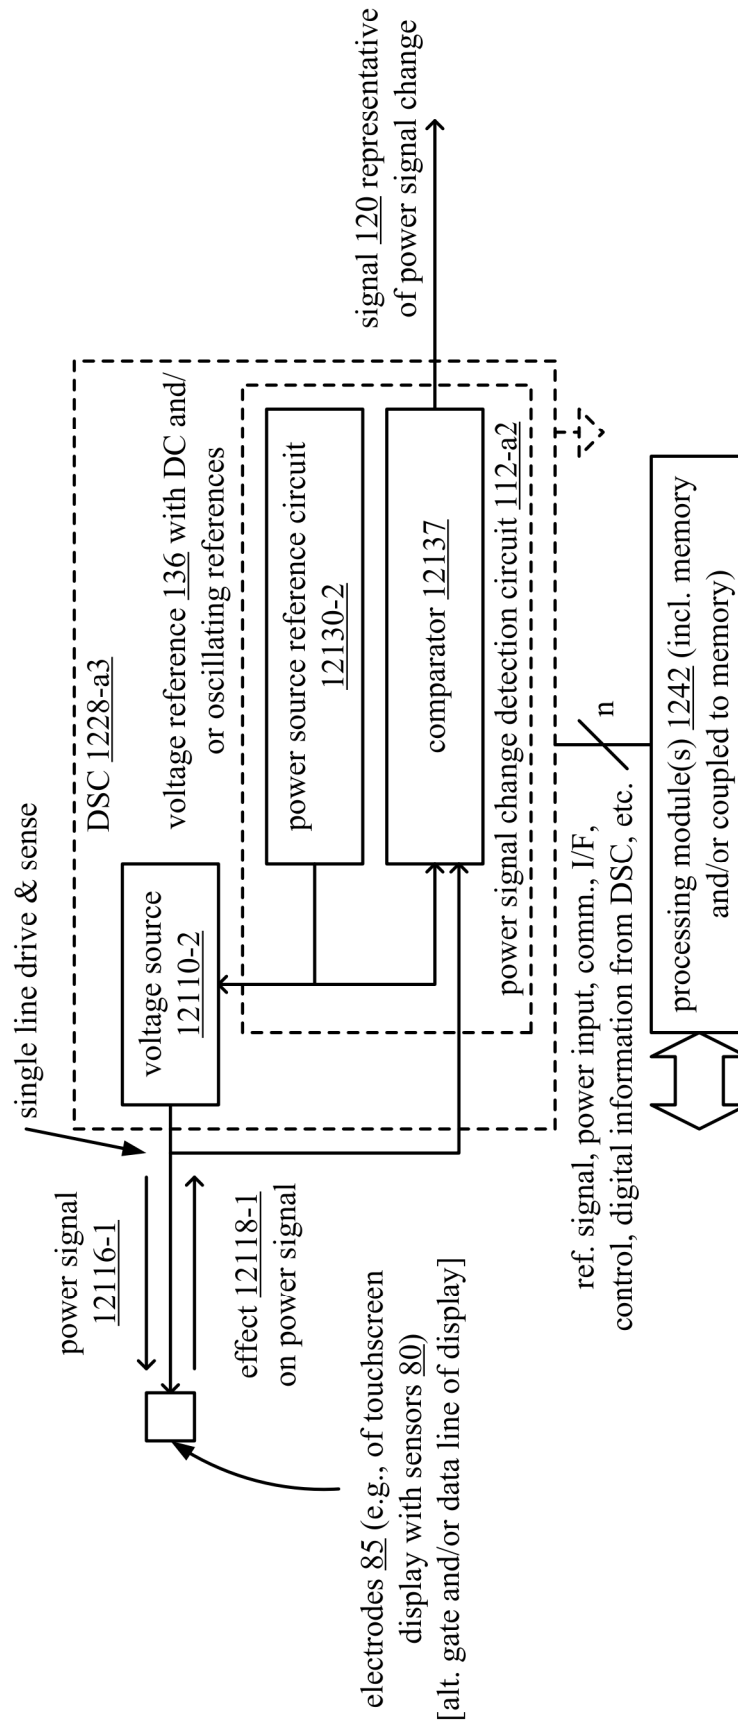 single line drive & sense
DSC 1228-a3
power signal
12116-1
voltage source
12110-2
voltage reference 136 with DC and/
or oscillating references
effect 12118-1
on power signal
power source reference circuit
12130-2
signal 120 representative
of power signal change
comparator 12137
power signal change detection circuit 112-a2
electrodes 85 (e.g., of touchscreen
display with sensors 80)
[alt. gate and/or data line of display]
ref. signal, power input, comm., I/F,
control, digital information from DSC, etc.
n
processing module(s) 1242 (incl. memory
and/or coupled to memory)